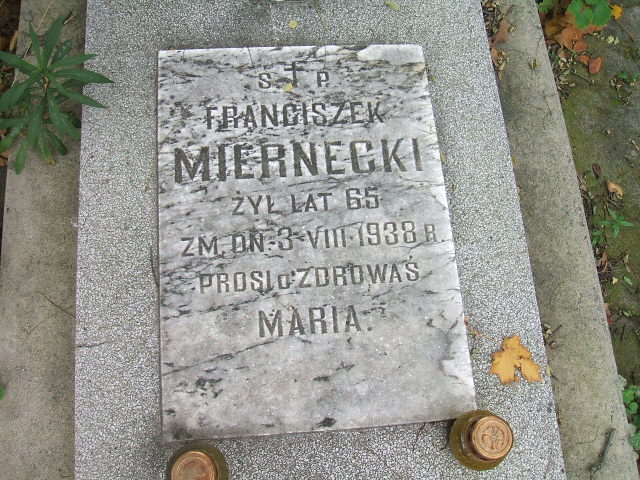 S † P
FRANCISZEK
MIERNECKI
ŻYŁ LAT 65
ZM. DN. 3 VIII 1938 R
PROSI O ZDROWAŚ
MARIA.